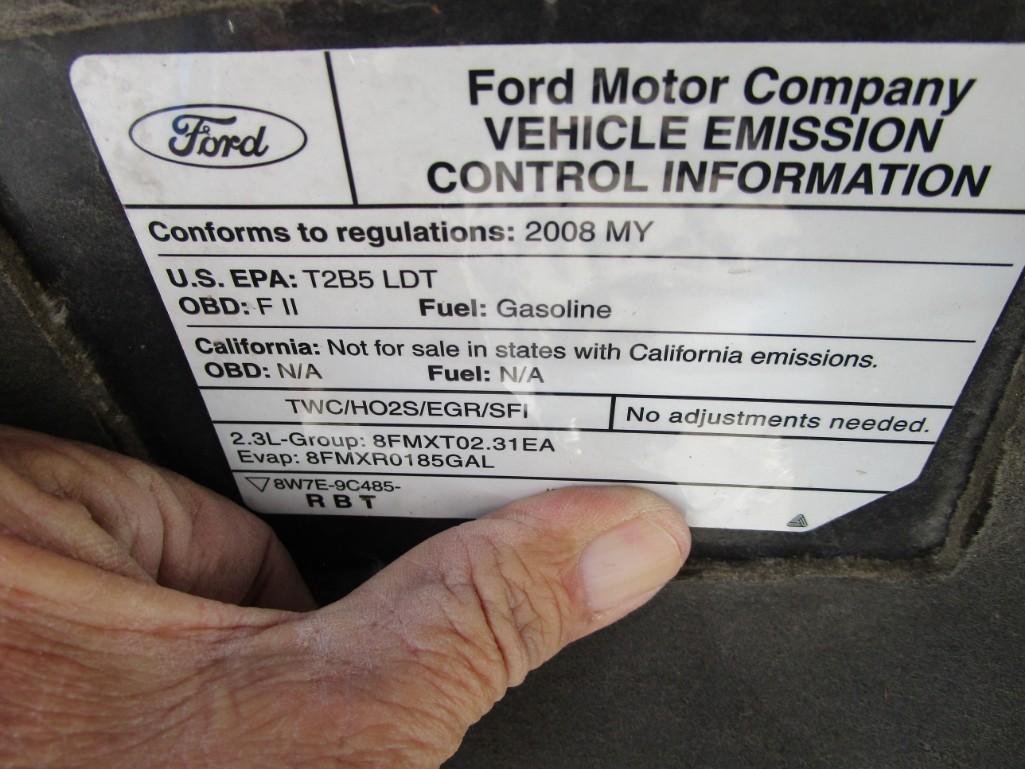 Ford
Ford Motor Company
VEHICLE EMISSION
CONTROL INFORMATION
Conforms to regulations: 2008 MY
U.S. EPA: T2B5 LDT
OBD: F II Fuel: Gasoline
California: Not for sale in states with California emissions.
OBD: N/A Fuel: N/A
TWC/HO2S/EGR/SFI No adjustments needed.
2.3L-Group: 8FMXT02.31EA
Evap: 8FMXR0185GAL
8W7E-9C485-
RBT